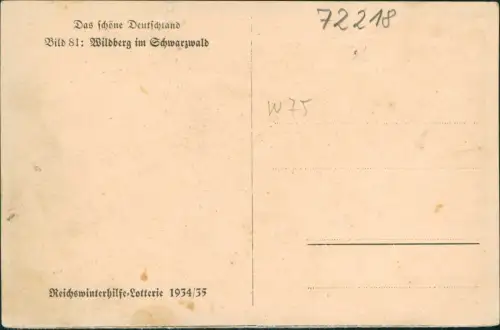 Das schöne Deutschland
Bild 81: Wildberg im Schwarzwald
72218
W75
Reichswinterhilfe-Lotterie 1934/35